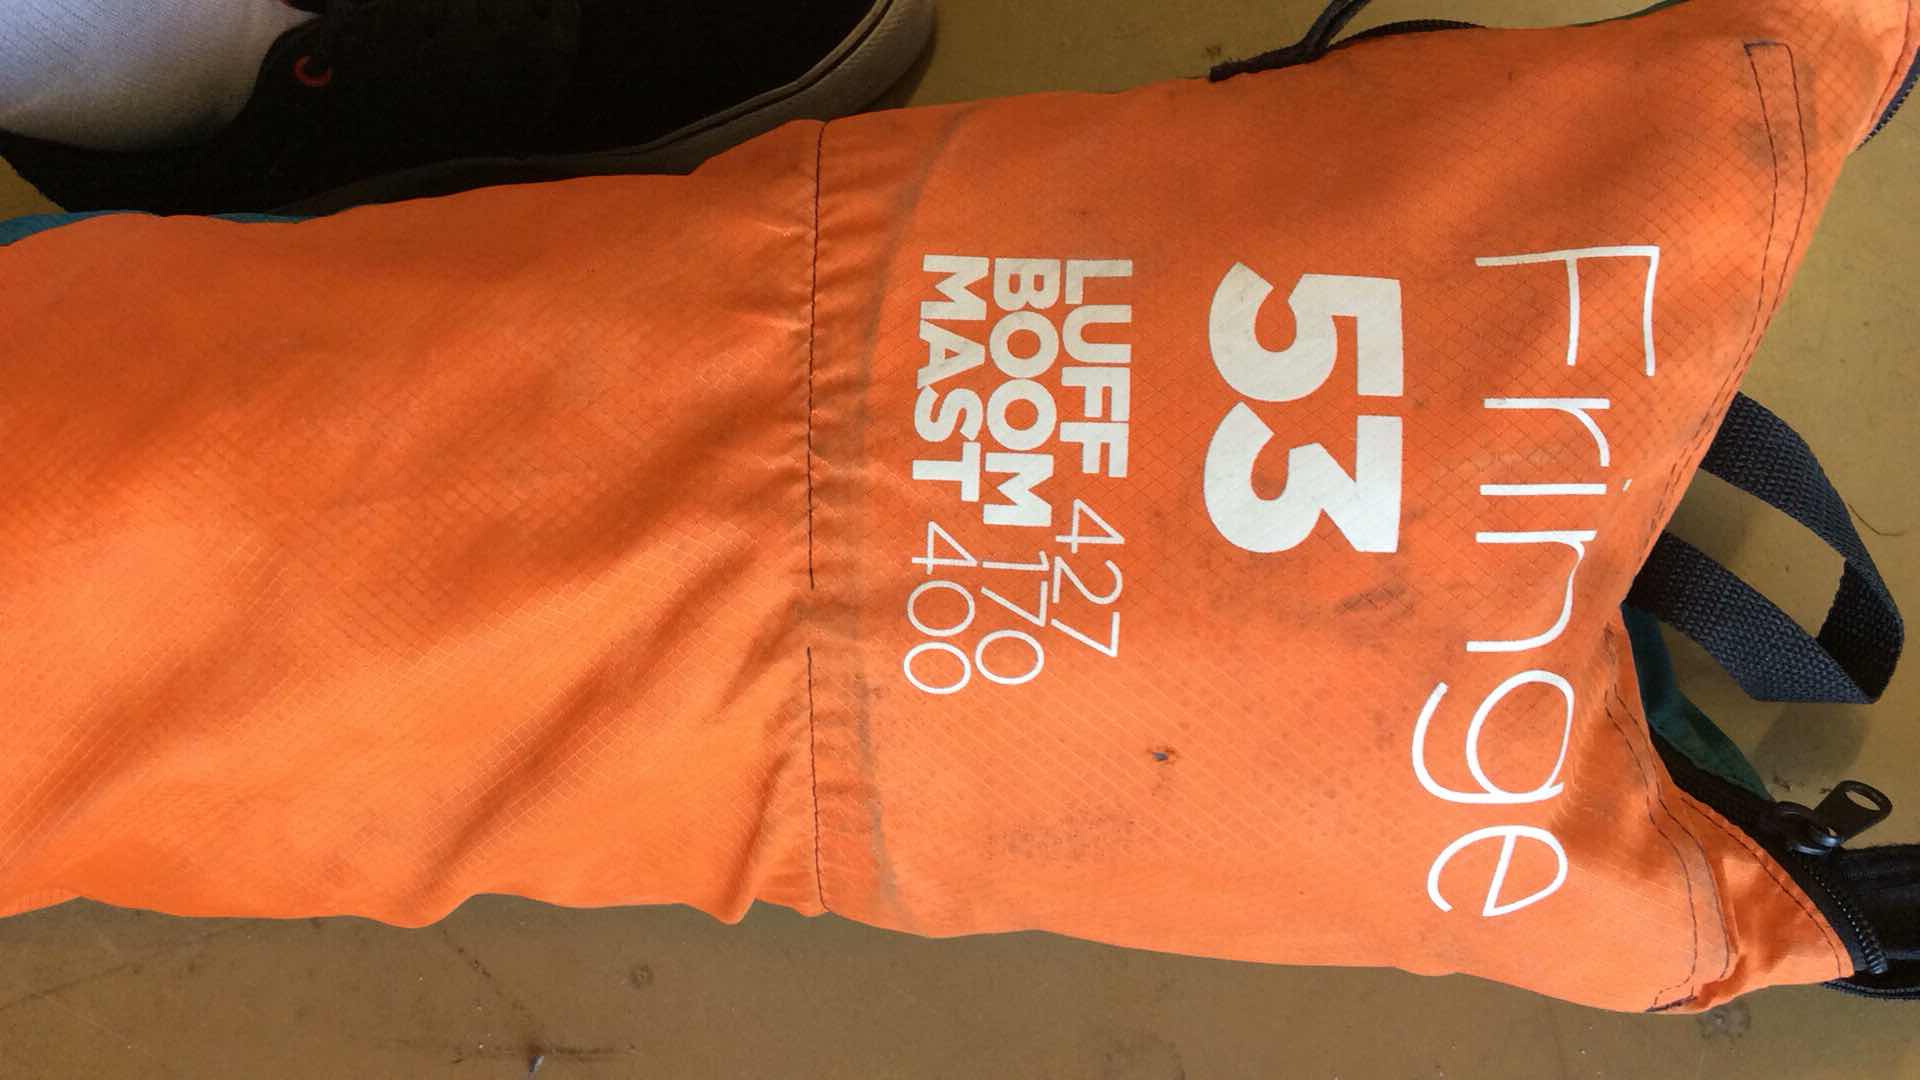 Fringe
53
LUFF 427
BOOM 170
MAST 400